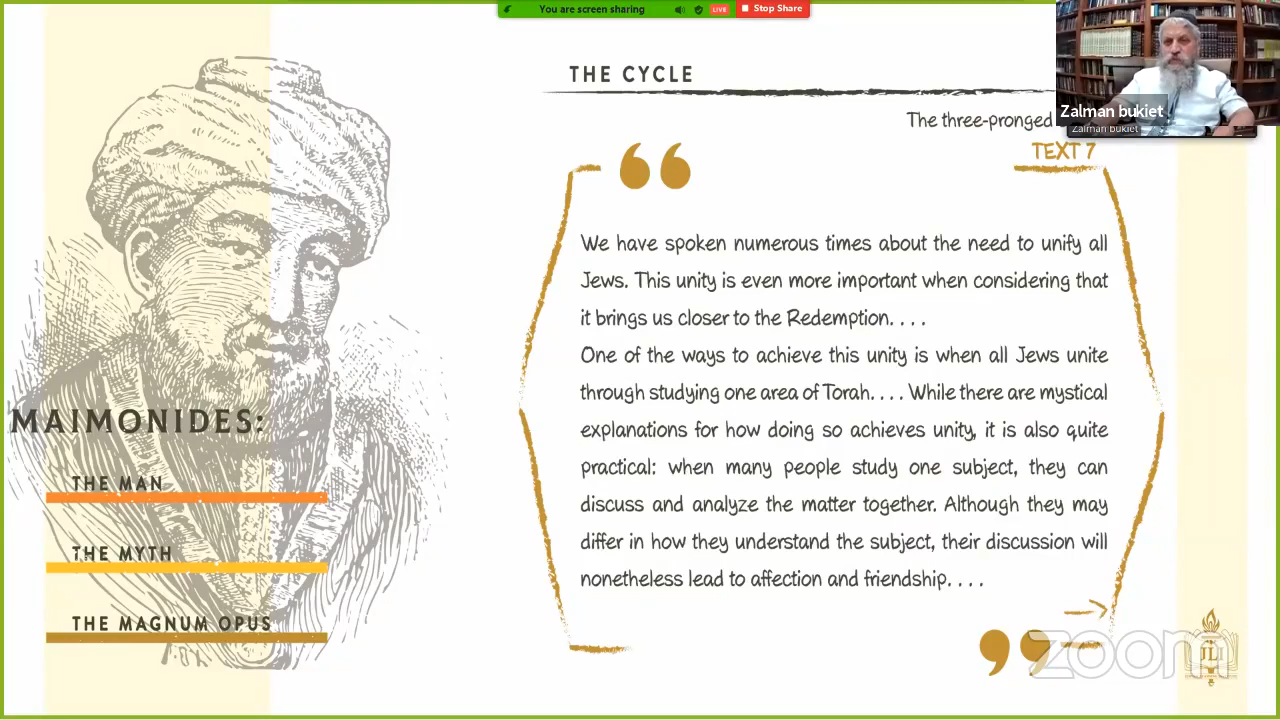 You are screen sharing
LIVE
Stop Share
Zalman bukiet
Zalman bukiet
THE CYCLE
The three-pronged
TEXT 7
“
We have spoken numerous times about the need to unify all
Jews. This unity is even more important when considering that
it brings us closer to the Redemption. . . .
One of the ways to achieve this unity is when all Jews unite
through studying one area of Torah. . . . While there are mystical
explanations for how doing so achieves unity, it is also quite
practical: when many people study one subject, they can
discuss and analyze the matter together. Although they may
differ in how they understand the subject, their discussion will
nonetheless lead to affection and friendship. . . .
”
MAIMONIDES:
THE MAN
THE MYTH
THE MAGNUM OPUS
zoom
JLI